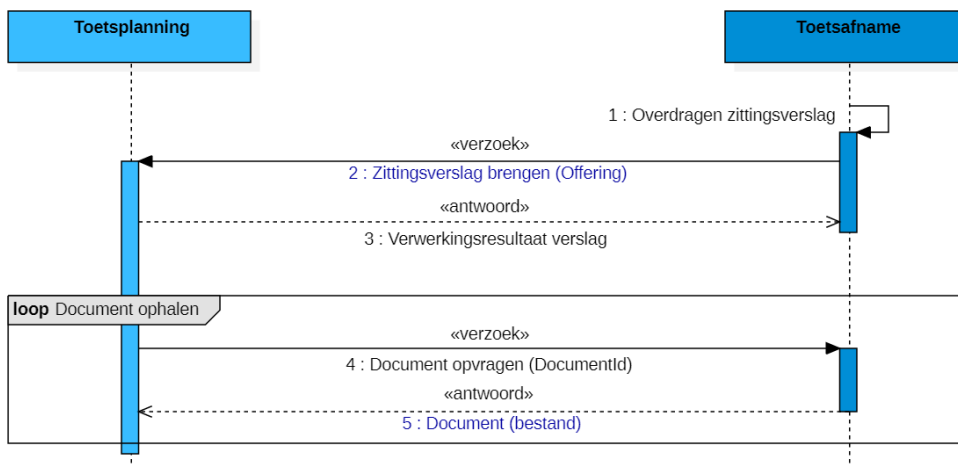 Toetsplanning
Toetsafname
1 : Overdragen zittingsverslag
«verzoek»
2 : Zittingsverslag brengen (Offering)
«antwoord»
3 : Verwerkingsresultaat verslag
loop Document ophalen
«verzoek»
4 : Document opvragen (DocumentId)
«antwoord»
5 : Document (bestand)